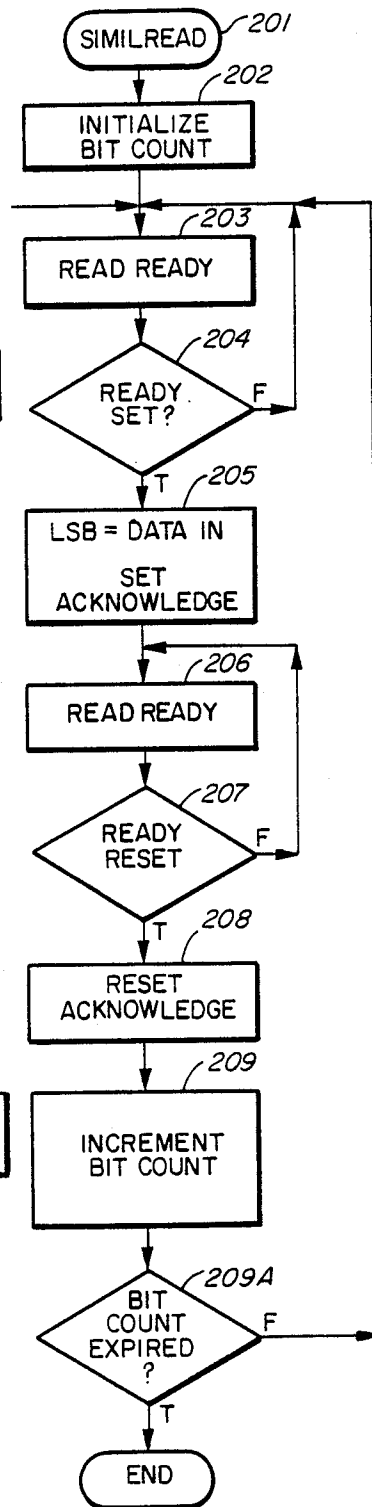 SIMILREAD
201
202
INITIALIZE
BIT COUNT
203
READ READY
204
READY
SET?
F
T
205
LSB = DATA IN
SET
ACKNOWLEDGE
206
READ READY
207
READY
RESET
F
T
208
RESET
ACKNOWLEDGE
209
INCREMENT
BIT COUNT
209A
BIT
COUNT
EXPIRED
?
F
T
END